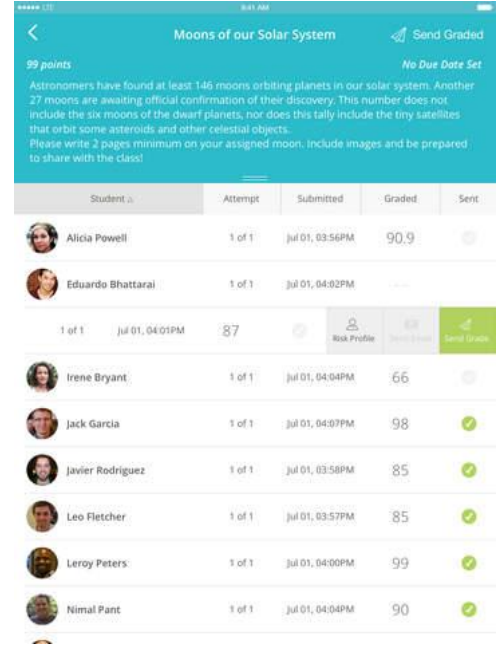 LTE 9:41 AM
Moons of our Solar System Send Graded
99 points No Due Date Set
Astronomers have found at least 146 moons orbiting planets in our solar system. Another
27 moons are awaiting official confirmation of their discovery. This number does not
include the six moons of the dwarf planets, nor does this tally include the tiny satellites
that orbit some asteroids and other celestial objects.
Please write 2 pages minimum on your assigned moon. Include images and be prepared
to share with the class!
Student Attempt Submitted Graded Sent
Alicia Powell 1 of 1 Jul 01, 03:56PM 90.9
Eduardo Bhattarai 1 of 1 Jul 01, 04:02PM
1 of 1 Jul 01, 04:01PM 87 Risk Profile Send Email Send Grade
Irene Bryant 1 of 1 Jul 01, 04:04PM 66
Jack Garcia 1 of 1 Jul 01, 04:07PM 98
Javier Rodriguez 1 of 1 Jul 01, 03:58PM 85
Leo Fletcher 1 of 1 Jul 01, 03:57PM 85
Leroy Peters 1 of 1 Jul 01, 04:00PM 99
Nimal Pant 1 of 1 Jul 01, 04:04PM 90